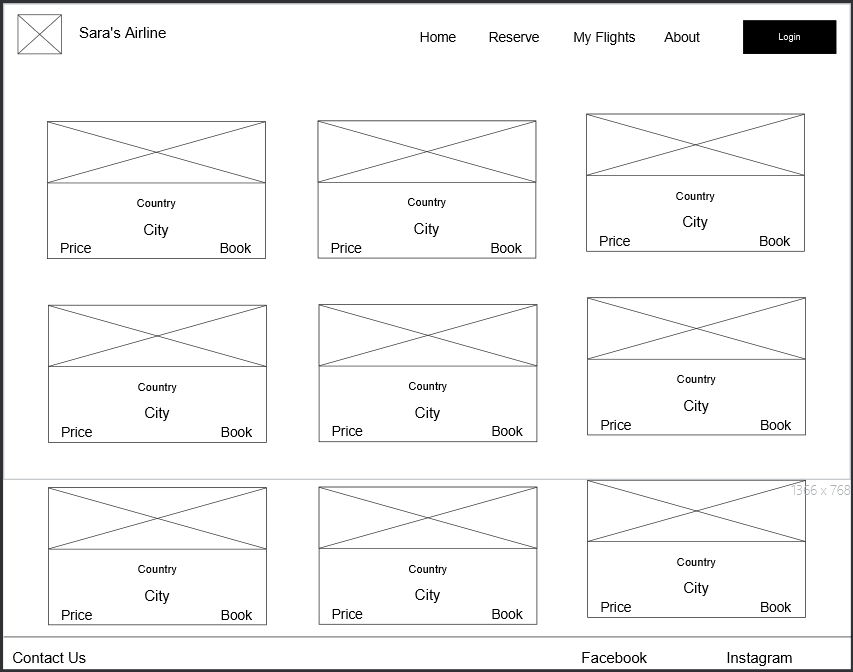 Sara's Airline
Home Reserve My Flights About Login
Country Country Country
City City City
Price Book Price Book Price Book
Country Country Country
City City City
Price Book Price Book Price Book
1366 x 768
Country Country Country
City City City
Price Book Price Book Price Book
Contact Us Facebook Instagram